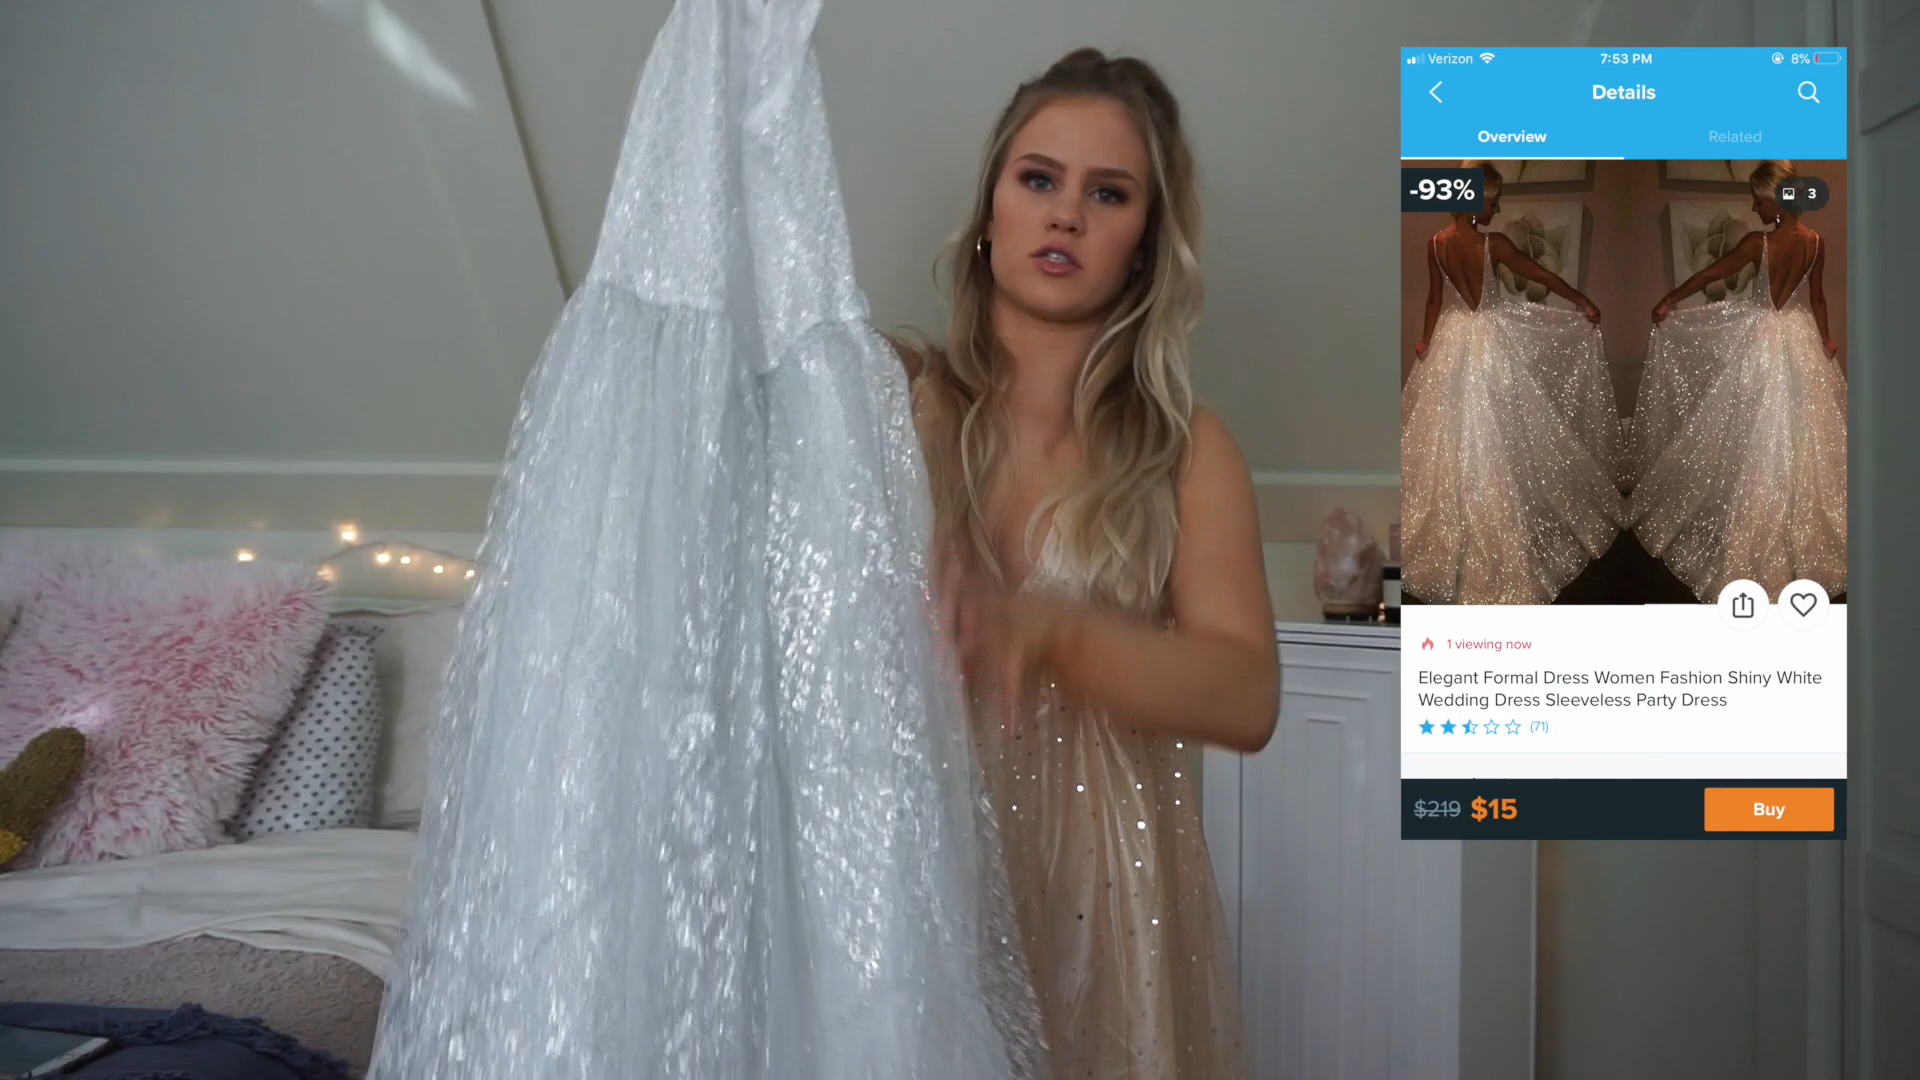 Verizon 7:53 PM 8%
Details
Overview Related
-93%
3
1 viewing now
Elegant Formal Dress Women Fashion Shiny White
Wedding Dress Sleeveless Party Dress
(71)
$219 $15 Buy